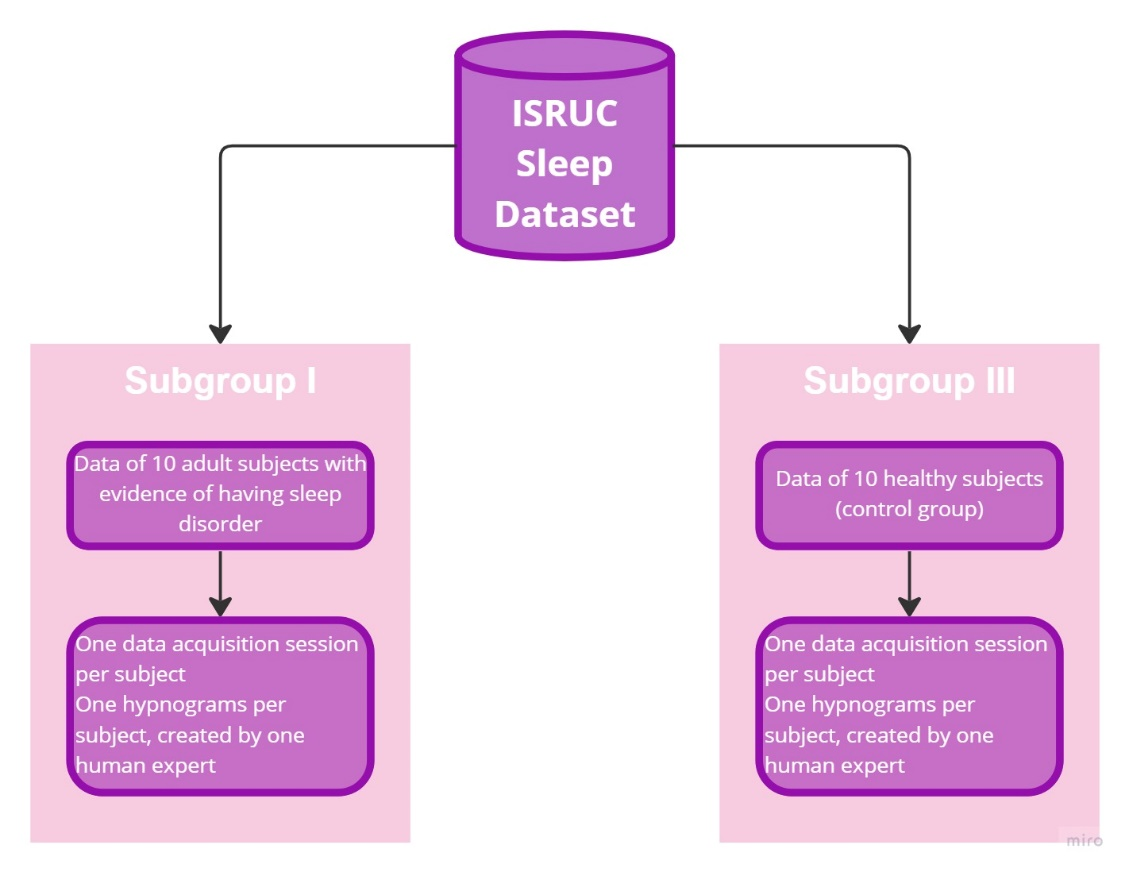 ISRUC
Sleep
Dataset
Subgroup I
Data of 10 adult subjects with
evidence of having sleep
disorder
One data acquisition session
per subject
One hypnograms per
subject, created by one
human expert
Subgroup III
Data of 10 healthy subjects
(control group)
One data acquisition session
per subject
One hypnograms per
subject, created by one
human expert
miro